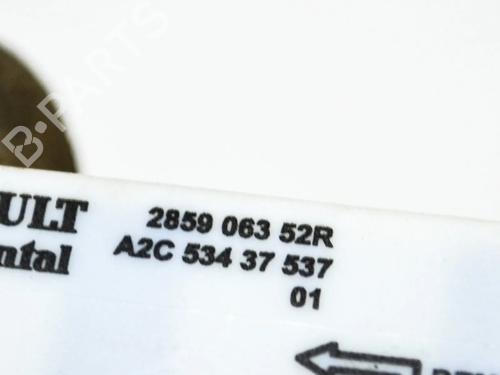 B-PARTS
ULT 2859 063 52R
ntal A2C 534 37 537
01